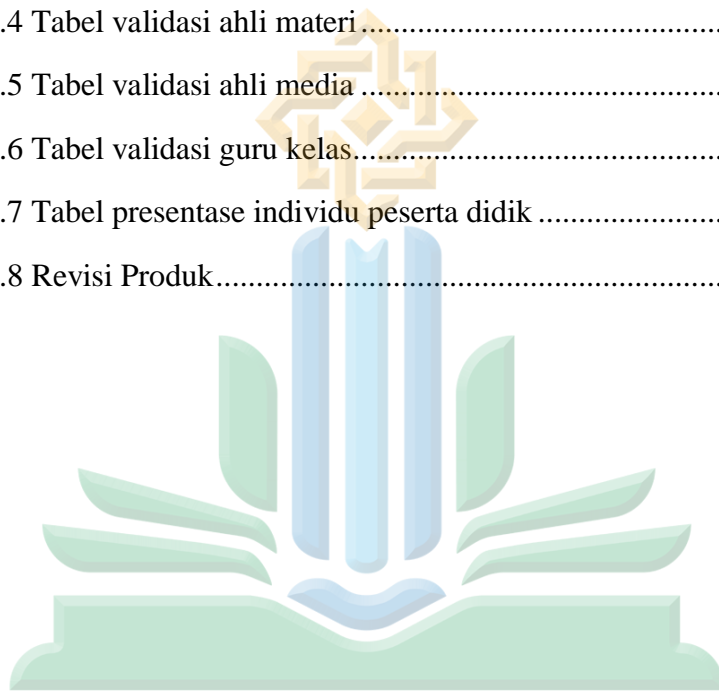 .4 Tabel validasi ahli materi................................................
.5 Tabel validasi ahli media ................................................
.6 Tabel validasi guru kelas.................................................
.7 Tabel presentase individu peserta didik .........................
.8 Revisi Produk.................................................................